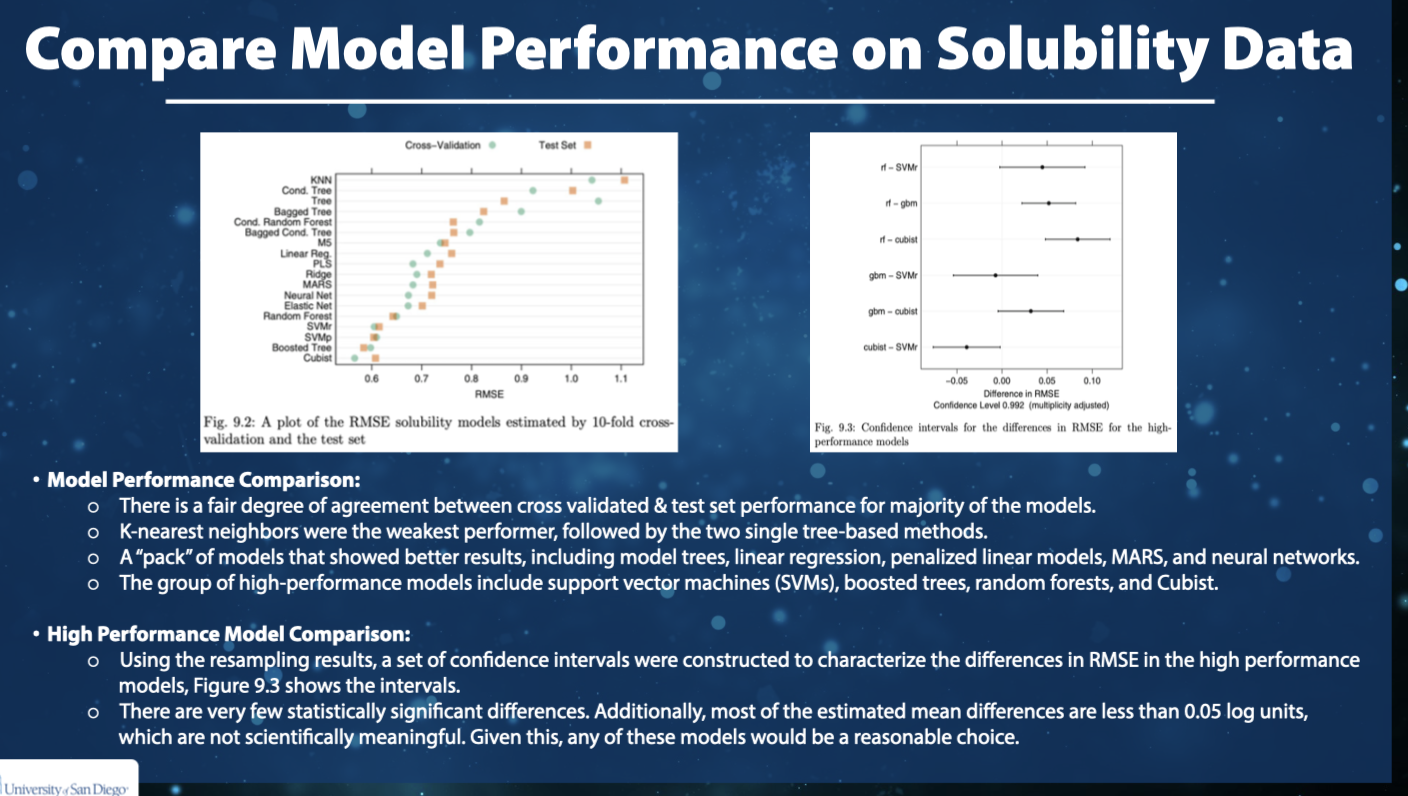 Compare Model Performance on Solubility Data
Cross-Validation
Test Set
KNN
Cond. Tree
Tree
Bagged Tree
Cond. Random Forest
Bagged Cond. Tree
M5
Linear Reg.
PLS
Ridge
MARS
Neural Net
Elastic Net
Random Forest
SVMr
SVMp
Boosted Tree
Cubist
0.6 0.7 0.8 0.9 1.0 1.1
RMSE
Fig. 9.2: A plot of the RMSE solubility models estimated by 10-fold cross-
validation and the test set
rf – SVMr
rf – gbm
rf – cubist
gbm – SVMr
gbm – cubist
cubist – SVMr
−0.05 0.00 0.05 0.10
Difference in RMSE
Confidence Level 0.992 (multiplicity adjusted)
Fig. 9.3: Confidence intervals for the differences in RMSE for the high-
performance models
• Model Performance Comparison:
o There is a fair degree of agreement between cross validated & test set performance for majority of the models.
o K-nearest neighbors were the weakest performer, followed by the two single tree-based methods.
o A “pack” of models that showed better results, including model trees, linear regression, penalized linear models, MARS, and neural networks.
o The group of high-performance models include support vector machines (SVMs), boosted trees, random forests, and Cubist.
• High Performance Model Comparison:
o Using the resampling results, a set of confidence intervals were constructed to characterize the differences in RMSE in the high performance
models, Figure 9.3 shows the intervals.
o There are very few statistically significant differences. Additionally, most of the estimated mean differences are less than 0.05 log units,
which are not scientifically meaningful. Given this, any of these models would be a reasonable choice.
University of San Diego